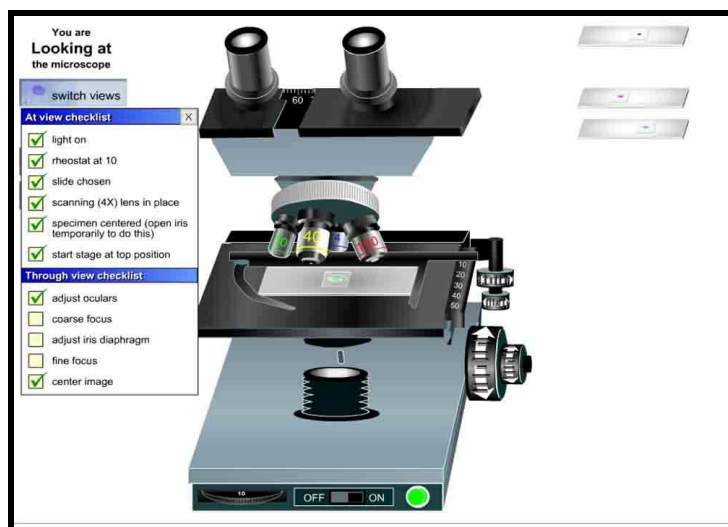 You are
Looking at
the microscope
switch views
At view checklist X
light on
rheostat at 10
slide chosen
scanning (4X) lens in place
specimen centered (open iris
temporarily to do this)
start stage at top position
Through view checklist
adjust oculars
coarse focus
adjust iris diaphragm
fine focus
center image
60
10
40
4
100
10
20
30
40
50
10
OFF ON